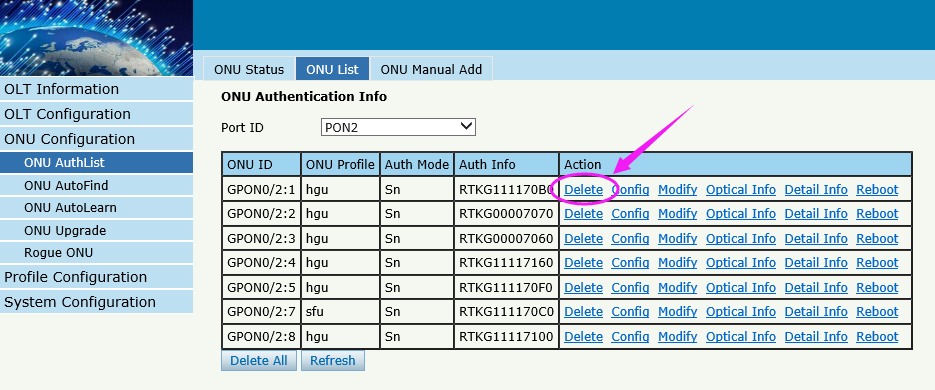 ONU Status ONU List ONU Manual Add
OLT Information
OLT Configuration
ONU Configuration
ONU AuthList
ONU AutoFind
ONU AutoLearn
ONU Upgrade
Rogue ONU
Profile Configuration
System Configuration
ONU Authentication Info
Port ID PON2
ONU ID ONU Profile Auth Mode Auth Info Action
GPON0/2:1 hgu Sn RTKG111170B0 Delete Config Modify Optical Info Detail Info Reboot
GPON0/2:2 hgu Sn RTKG00007070 Delete Config Modify Optical Info Detail Info Reboot
GPON0/2:3 hgu Sn RTKG00007060 Delete Config Modify Optical Info Detail Info Reboot
GPON0/2:4 hgu Sn RTKG11117160 Delete Config Modify Optical Info Detail Info Reboot
GPON0/2:5 hgu Sn RTKG111170F0 Delete Config Modify Optical Info Detail Info Reboot
GPON0/2:7 sfu Sn RTKG111170C0 Delete Config Modify Optical Info Detail Info Reboot
GPON0/2:8 hgu Sn RTKG11117100 Delete Config Modify Optical Info Detail Info Reboot
Delete All Refresh